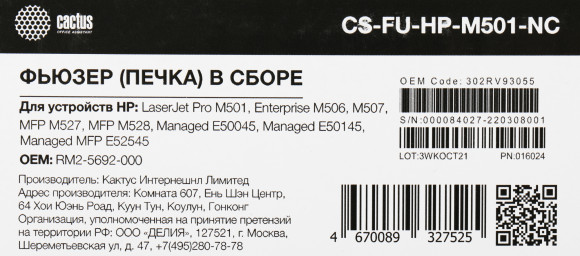 cactus
OFFICE ASSISTANT
CS-FU-HP-M501-NC
ФЬЮЗЕР (ПЕЧКА) В СБОРЕ
Для устройств HP: LaserJet Pro M501, Enterprise M506, M507,
MFP M527, MFP M528, Managed E50045, Managed E50145,
Managed MFP E52545
OEM: RM2-5692-000
OEM Code: 302RV93055
S/N:000084027-220308001
LOT:3WKOCT21 PN:016024
Производитель: Кактус Интернешнл Лимитед
Адрес производителя: Комната 607, Ень Шэн Центр,
64 Хои Юэнь Роад, Куун Тун, Коулун, Гонконг
Организация, уполномоченная на принятие претензий
на территории РФ: ООО «ДЕЛИЯ», 127521, г. Москва,
Шереметьевская ул., д. 47, +7(495)280-78-78
4 670089 327525